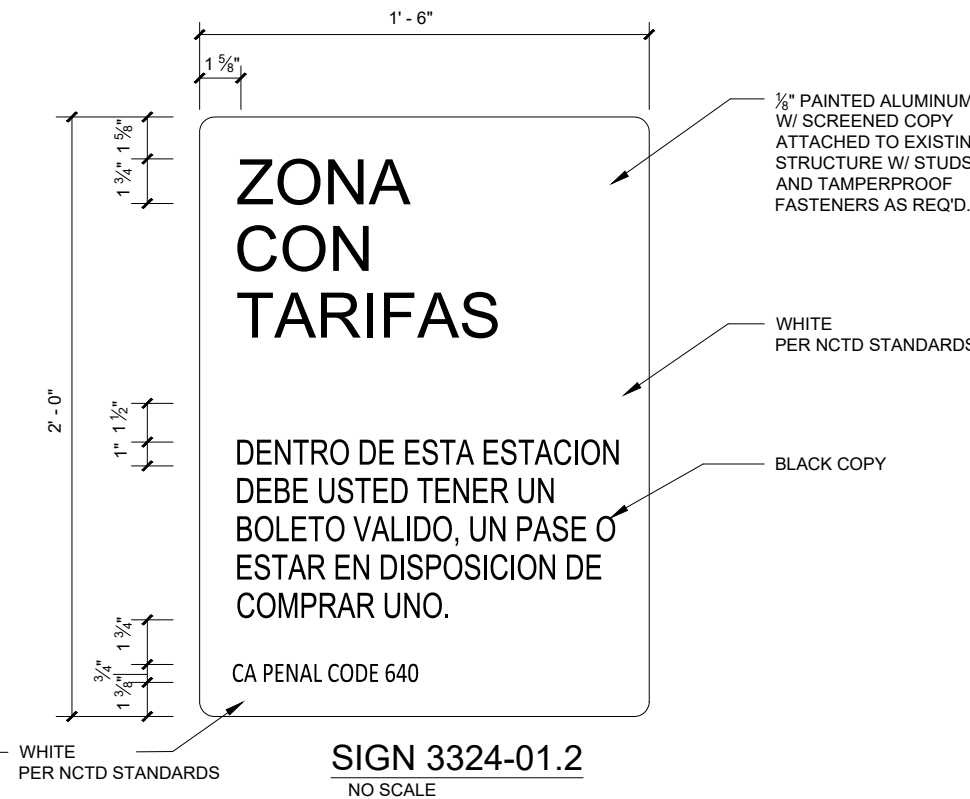 1' - 6"
1 5⁄8"
1⁄8" PAINTED ALUMINUM
W/ SCREENED COPY
ATTACHED TO EXISTIN
STRUCTURE W/ STUDS
AND TAMPERPROOF
FASTENERS AS REQ'D.
1 5⁄8"
1 3⁄4"
ZONA
CON
TARIFAS
WHITE
PER NCTD STANDARDS
2' - 0"
1 1⁄2"
1"
DENTRO DE ESTA ESTACION
DEBE USTED TENER UN
BOLETO VALIDO, UN PASE O
ESTAR EN DISPOSICION DE
COMPRAR UNO.
BLACK COPY
1 3⁄4"
3⁄4"
1 3⁄8"
CA PENAL CODE 640
WHITE
PER NCTD STANDARDS
SIGN 3324-01.2
NO SCALE